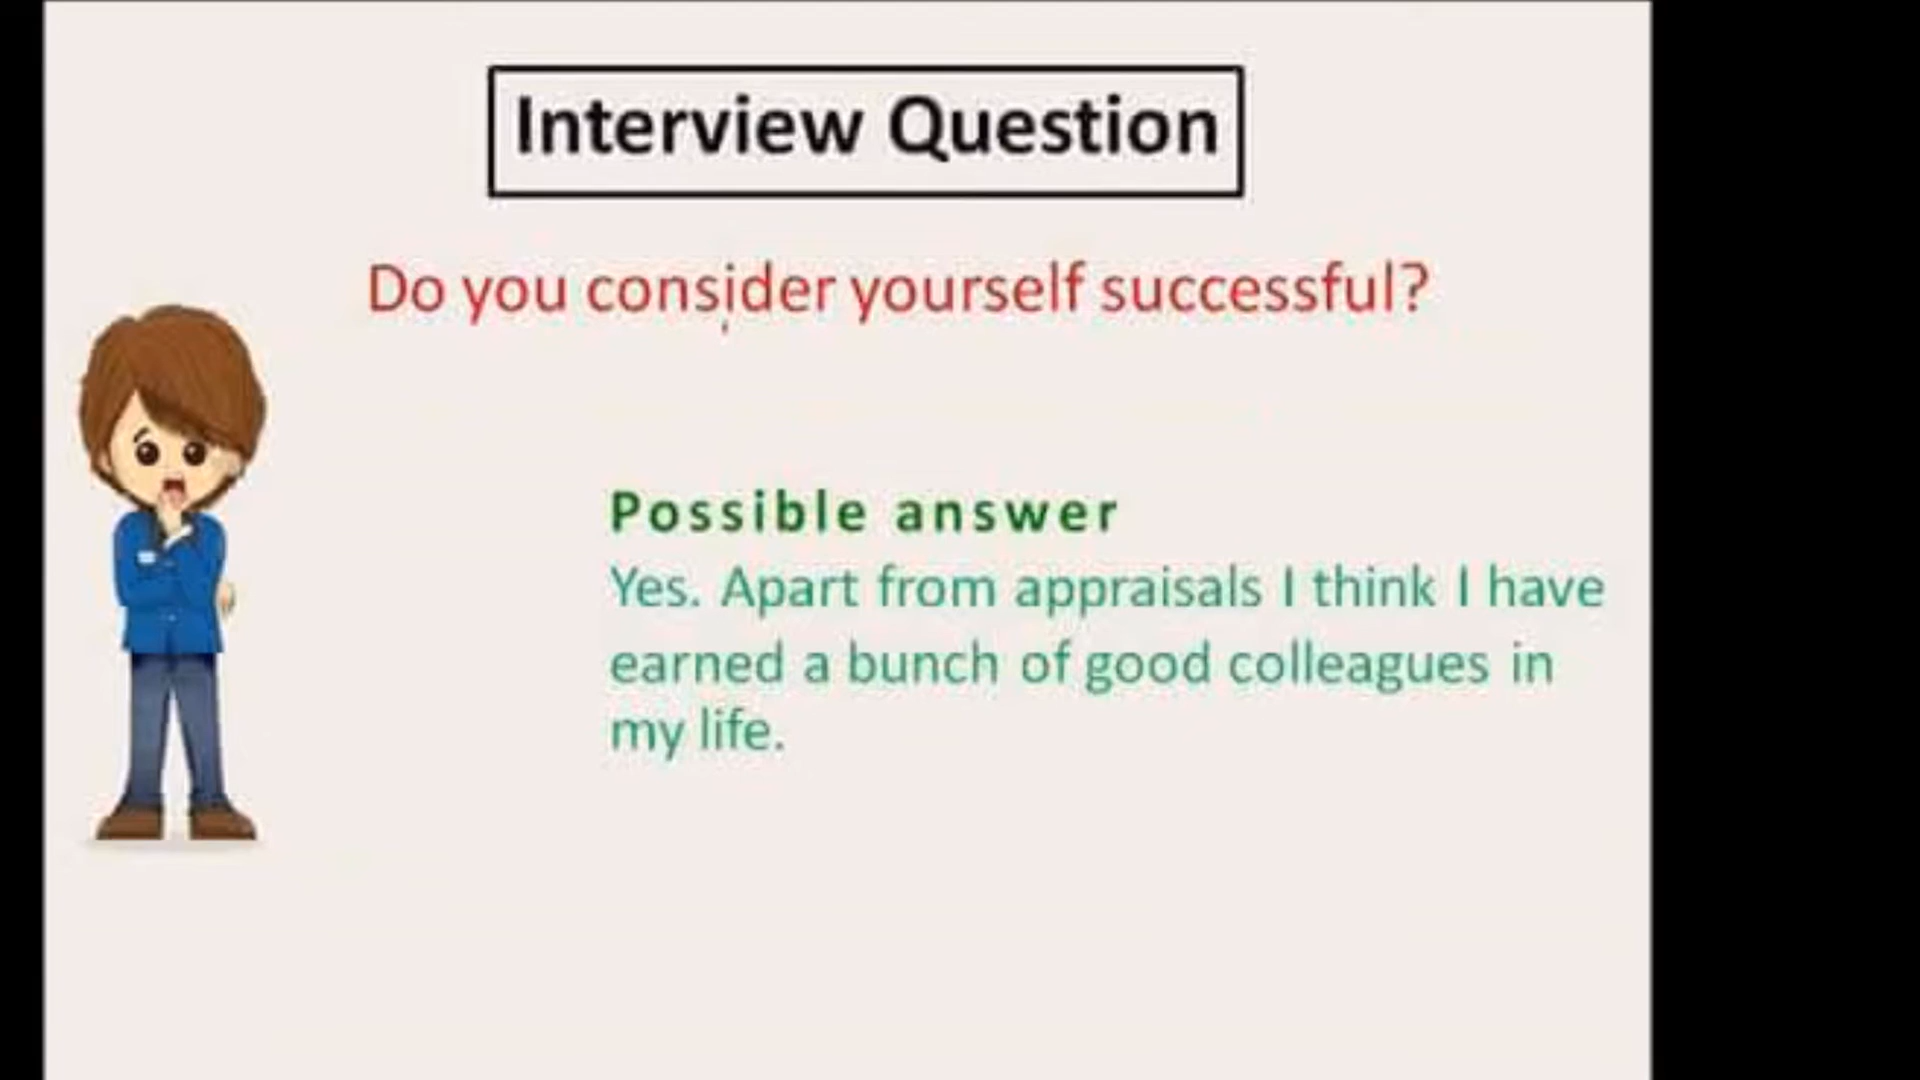 Interview Question
Do you consider yourself successful?
Possible answer
Yes. Apart from appraisals I think I have
earned a bunch of good colleagues in
my life.